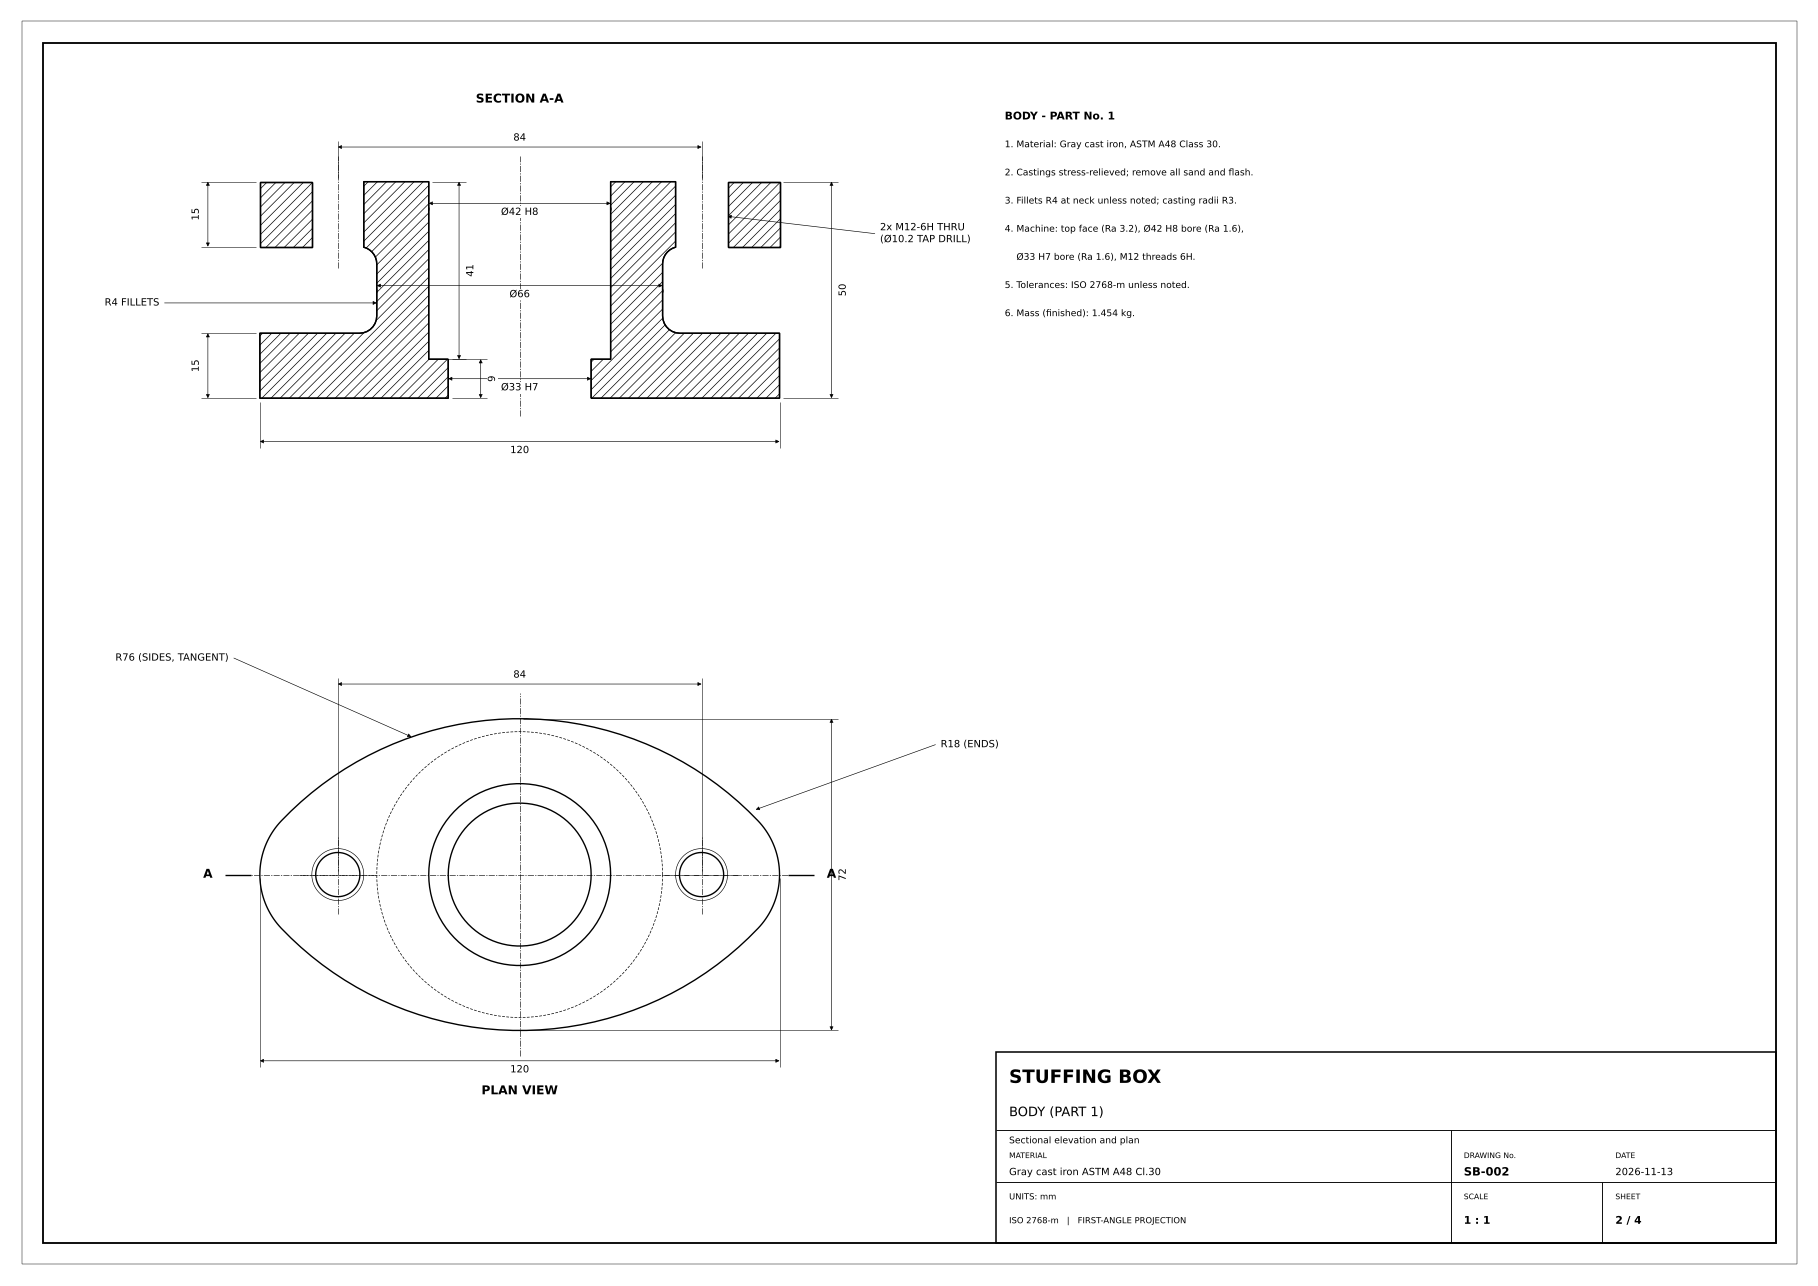 SECTION A-A
84
15
Ø42 H8
2x M12-6H THRU
(Ø10.2 TAP DRILL)
41
50
Ø66
R4 FILLETS
15
9
Ø33 H7
120
BODY - PART No. 1
1. Material: Gray cast iron, ASTM A48 Class 30.
2. Castings stress-relieved; remove all sand and flash.
3. Fillets R4 at neck unless noted; casting radii R3.
4. Machine: top face (Ra 3.2), Ø42 H8 bore (Ra 1.6),
Ø33 H7 bore (Ra 1.6), M12 threads 6H.
5. Tolerances: ISO 2768-m unless noted.
6. Mass (finished): 1.454 kg.
R76 (SIDES, TANGENT)
84
R18 (ENDS)
A
A
72
120
PLAN VIEW
STUFFING BOX
BODY (PART 1)
Sectional elevation and plan
MATERIAL
Gray cast iron ASTM A48 Cl.30
DRAWING No.
SB-002
DATE
2026-11-13
UNITS: mm
ISO 2768-m | FIRST-ANGLE PROJECTION
SCALE
1 : 1
SHEET
2 / 4